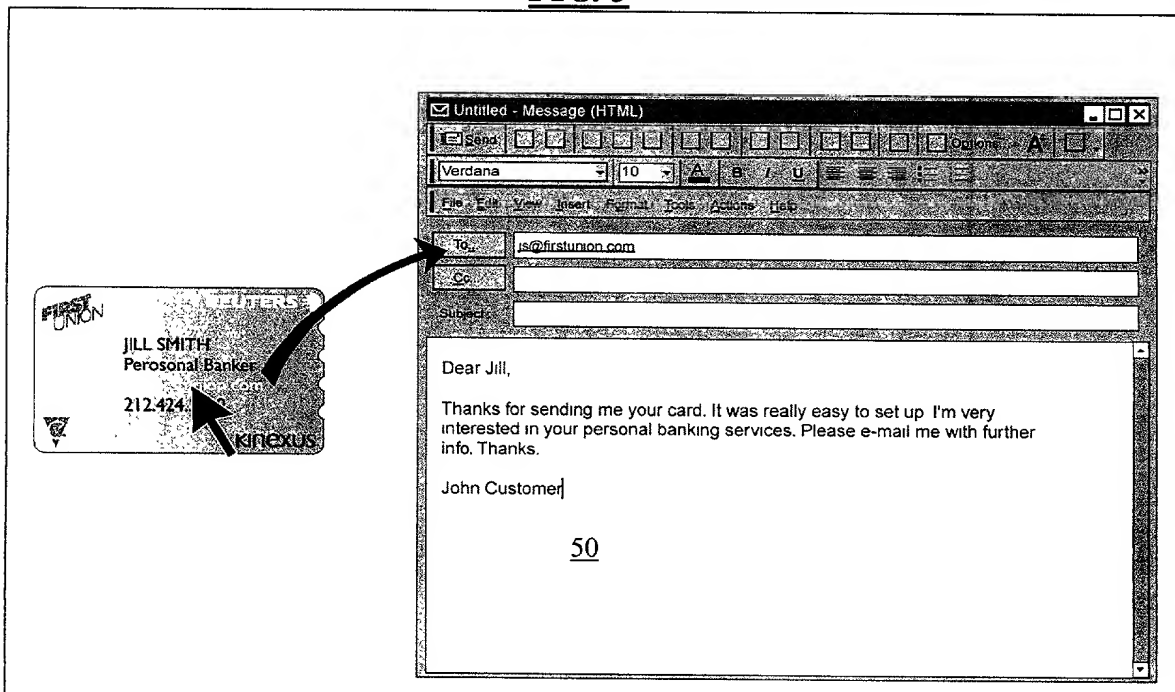 FIRST
UNION
REUTERS
JILL SMITH
Perosonal Banker
212.424.
KINEXUS
Untitled - Message (HTML)
Send
Options
A
Verdana
10
A B I U
File Edit View Insert Format Tools Actions Help
To...
js@firstunion.com
Cc
Subject:
Dear Jill,
Thanks for sending me your card. It was really easy to set up I'm very
interested in your personal banking services. Please e-mail me with further
info. Thanks.
John Customer
50